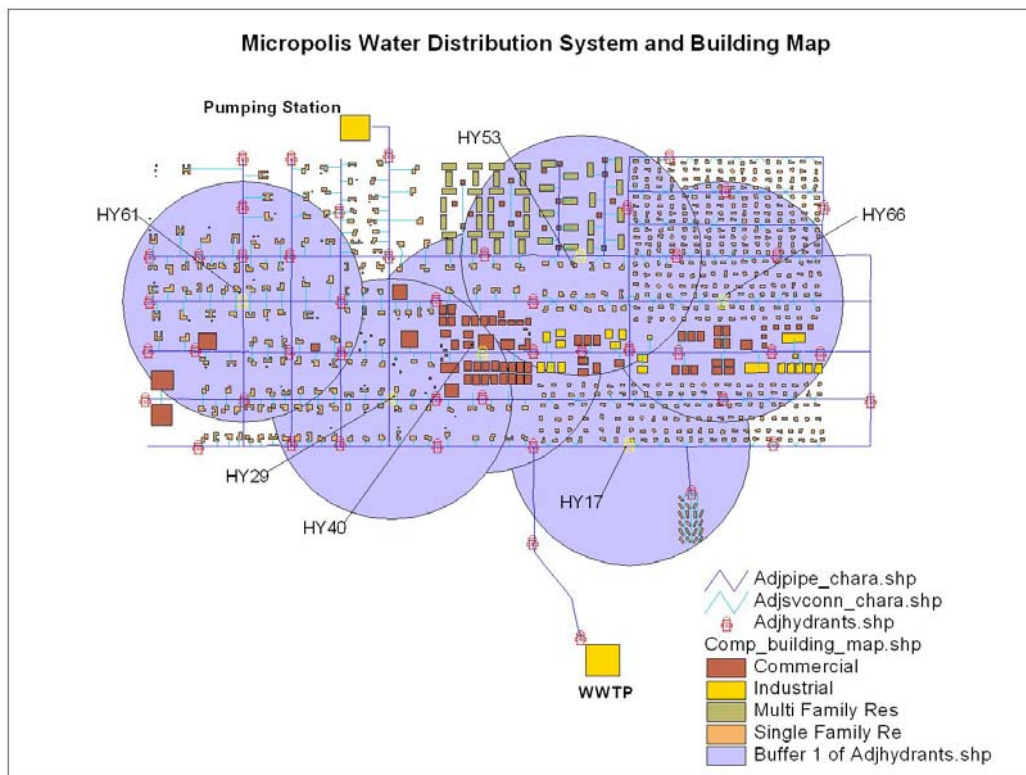 Micropolis Water Distribution System and Building Map
Pumping Station
HY53
HY61
HY66
HY29
HY40
HY17
WWTP
Adjpipe_chara.shp
Adjsvconn_chara.shp
Adjhydrants.shp
Comp_building_map.shp
Commercial
Industrial
Multi Family Res
Single Family Re
Buffer 1 of Adjhydrants.shp